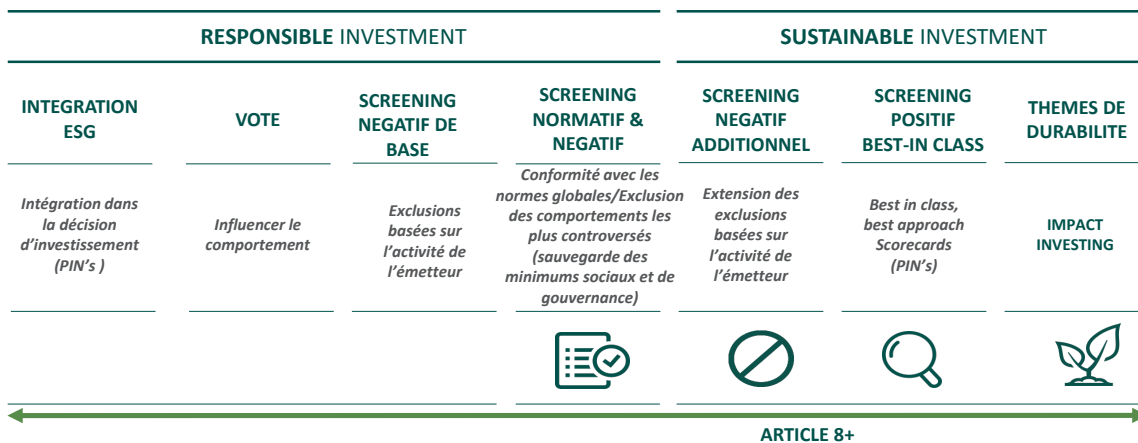 RESPONSIBLE INVESTMENT
SUSTAINABLE INVESTMENT
INTEGRATION
ESG
VOTE
SCREENING
NEGATIF DE
BASE
SCREENING
NORMATIF &
NEGATIF
SCREENING
NEGATIF
ADDITIONNEL
SCREENING
POSITIF
BEST-IN CLASS
THEMES DE
DURABILITE
Intégration dans
la décision
d’investissement
(PIN’s )
Influencer le
comportement
Exclusions
basées sur
l’activité de
l’émetteur
Conformité avec les
normes globales/Exclusion
des comportements les
plus controversés
(sauvegarde des
minimums sociaux et de
gouvernance)
Extension des
exclusions
basées sur
l’activité de
l’émetteur
Best in class,
best approach
Scorecards
(PIN’s)
IMPACT
INVESTING
ARTICLE 8+